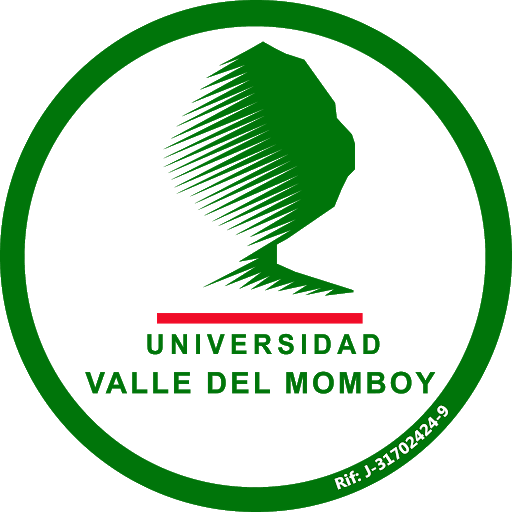 UNIVERSIDAD
VALLE DEL MOMBOY
Rif: J-31702424-9